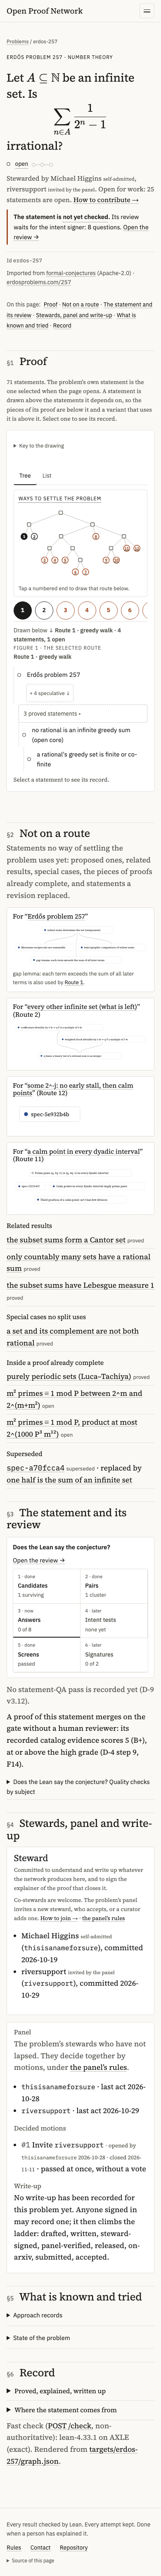 Open Proof Network
Problems / erdos-257
ERDŐS PROBLEM 257 · NUMBER THEORY
Let A ⊆ ℕ be an infinite
set. Is
∑ n∈A 1 / 2ⁿ − 1
irrational?
open
Stewarded by Michael Higgins self-admitted,
riversupport invited by the panel. Open for work: 25
statements are open. How to contribute →
The statement is not yet checked. Its review
waits for the intent signer: 8 questions. Open the
review →
Id erdos-257
Imported from formal-conjectures (Apache-2.0) ·
erdosproblems.com/257
On this page: Proof · Not on a route · The statement and
its review · Stewards, panel and write-up · What is
known and tried · Record
§1 Proof
71 statements. The problem's own statement is the
one selected when the page opens. A statement is
drawn above the statements it depends on, so the
pieces of its proof are below it and a variant that uses
it is above it. Select one to see its record.
▸ Key to the drawing
Tree List
WAYS TO SETTLE THE PROBLEM
Tap a numbered end to draw that route below.
1 2 3 4 5 6
Drawn below ↓ Route 1 · greedy walk · 4
statements, 1 open
FIGURE 1 · THE SELECTED ROUTE
Route 1 · greedy walk
Erdős problem 257
+ 4 speculative ↓
3 proved statements
no rational is an infinite greedy sum
(open core)
a rational's greedy set is finite or co-
finite
Select a statement to see its record.
§2 Not on a route
Statements no way of settling the
problem uses yet: proposed routes, related
results, special cases, the pieces of proofs
already complete, and statements a
revision replaced.
For “Erdős problem 257”
gap lemma: each term exceeds the sum of all later
terms is also used by Route 1.
For “every other infinite set (what is left)”
(Route 2)
For “some 2^-j: no early stall, then calm
points” (Route 12)
spec-5e932b4b
For “a calm point in every dyadic interval”
(Route 11)
Related results
the subset sums form a Cantor set proved
only countably many sets have a rational
sum proved
the subset sums have Lebesgue measure 1
proved
Special cases no split uses
a set and its complement are not both
rational proved
Inside a proof already complete
purely periodic sets (Luca–Tachiya) proved
m² primes ≡ 1 mod P between 2^m and
2^(m+m²) open
m² primes ≡ 1 mod P, product at most
2^(1000 P² m¹²) open
Superseded
spec-a70fcca4 superseded · replaced by
one half is the sum of an infinite set
§3 The statement and its
review
Does the Lean say the conjecture?
Open the review →
1 · done
Candidates
1 surviving
2 · done
Pairs
1 cluster
3 · now
Answers
0 of 8
4 · later
Intent tests
none yet
5 · done
Screens
passed
6 · later
Signatures
0 of 2
No statement-QA pass is recorded yet (D-9
v3.12).
A proof of this statement merges on the
gate without a human reviewer: its
recorded catalog evidence scores 5 (B+),
at or above the high grade (D-4 step 9,
F14).
▸ Does the Lean say the conjecture? Quality checks
by subject
§4 Stewards, panel and write-
up
Steward
Committed to understand and write up whatever
the network produces here, and to sign the
explainer of the proof that closes it.
Co-stewards are welcome. The problem's panel
invites a new steward, who accepts, or a curator
adds one. How to join → · the panel's rules
• Michael Higgins self-admitted
(thisisanameforsure), committed
2026-10-19
• riversupport invited by the panel
(riversupport), committed 2026-
10-29
Panel
The problem's stewards who have not
lapsed. They decide together by
motions, under the panel's rules.
• thisisanameforsure · last act 2026-
10-28
• riversupport · last act 2026-10-29
Decided motions
• #1 Invite riversupport · opened by
thisisanameforsure 2026-10-28 · closed 2026-
11-11 · passed at once, without a vote
Write-up
No write-up has been recorded for
this problem yet. Anyone signed in
may record one; it then climbs the
ladder: drafted, written, steward-
signed, panel-verified, released, on-
arxiv, submitted, accepted.
§5 What is known and tried
▸ Approach records
▸ State of the problem
§6 Record
▸ Proved, explained, written up
▸ Where the statement comes from
Fast check (POST /check, non-
authoritative): lean-4.33.1 on AXLE
(exact). Rendered from targets/erdos-
257/graph.json.
Every result checked by Lean. Every attempt kept. Done
when a person has explained it.
Rules Contact Repository
▸ Source of this page